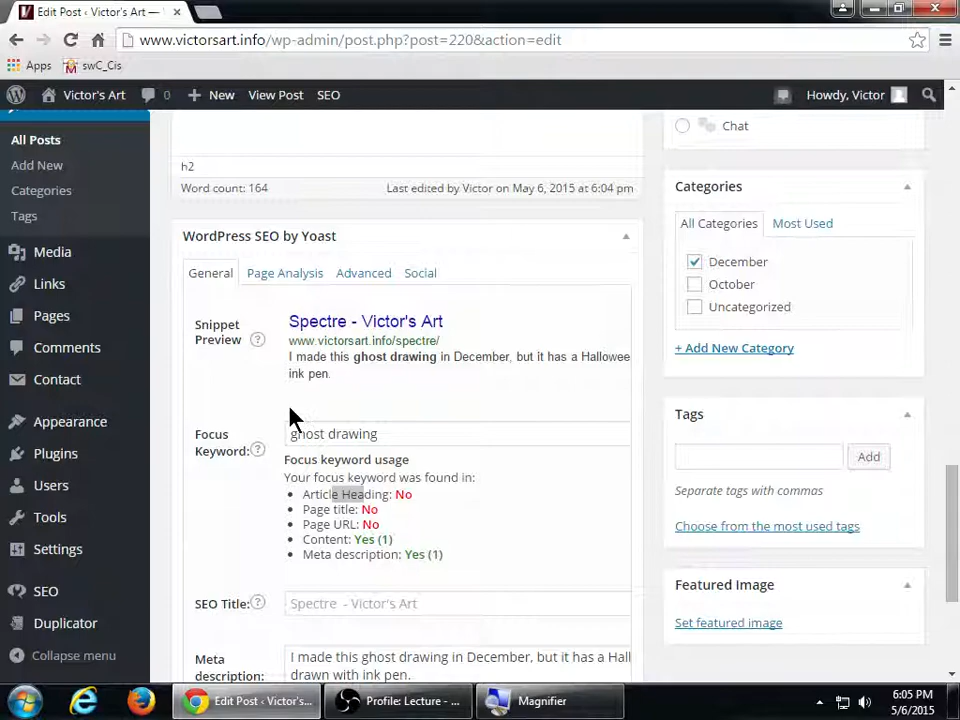 Edit Post ‹ Victor's Art —
www.victorsart.info/wp-admin/post.php?post=220&action=edit
Apps swC_Cis
Victor's Art 0 New View Post SEO Howdy, Victor
All Posts
Add New
Categories
Tags
Media
Links
Pages
Comments
Contact
Appearance
Plugins
Users
Tools
Settings
SEO
Duplicator
Collapse menu
h2
Word count: 164 Last edited by Victor on May 6, 2015 at 6:04 pm
WordPress SEO by Yoast
General Page Analysis Advanced Social
Snippet
Preview
Spectre - Victor's Art
www.victorsart.info/spectre/
I made this ghost drawing in December, but it has a Hallowee
ink pen.
Focus
Keyword:
ghost drawing
Focus keyword usage
Your focus keyword was found in:
Article Heading: No
Page title: No
Page URL: No
Content: Yes (1)
Meta description: Yes (1)
SEO Title: Spectre - Victor's Art
Meta
description:
I made this ghost drawing in December, but it has a Hall
drawn with ink pen.
Chat
Categories
All Categories Most Used
December
October
Uncategorized
+ Add New Category
Tags
Add
Separate tags with commas
Choose from the most used tags
Featured Image
Set featured image
Edit Post ‹ Victor's...
Profile: Lecture - ...
Magnifier
6:05 PM
5/6/2015